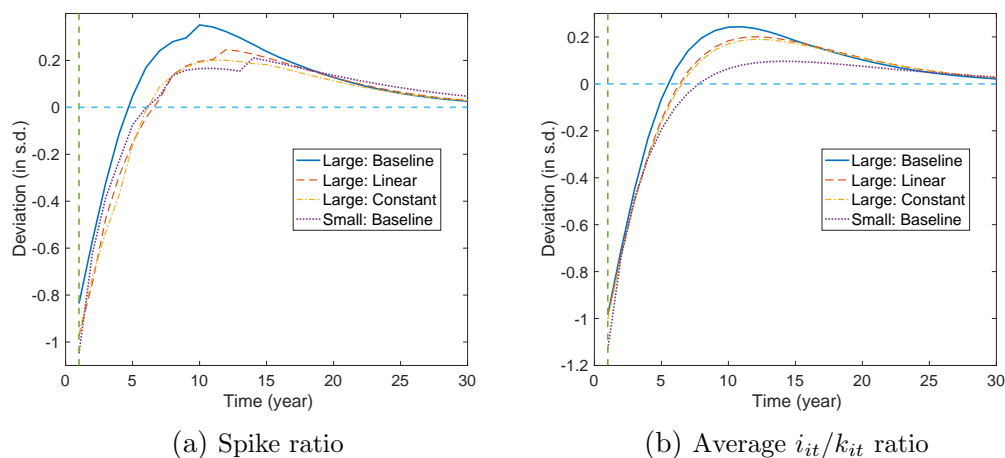 0.2
0
-0.2
-0.4
-0.6
-0.8
-1
0
5
10
15
20
25
30
Deviation (in s.d.)
Time (year)
Large: Baseline
Large: Linear
Large: Constant
Small: Baseline
(a) Spike ratio
0.2
0
-0.2
-0.4
-0.6
-0.8
-1
-1.2
0
5
10
15
20
25
30
Deviation (in s.d.)
Time (year)
Large: Baseline
Large: Linear
Large: Constant
Small: Baseline
(b) Average i_{it}/k_{it} ratio